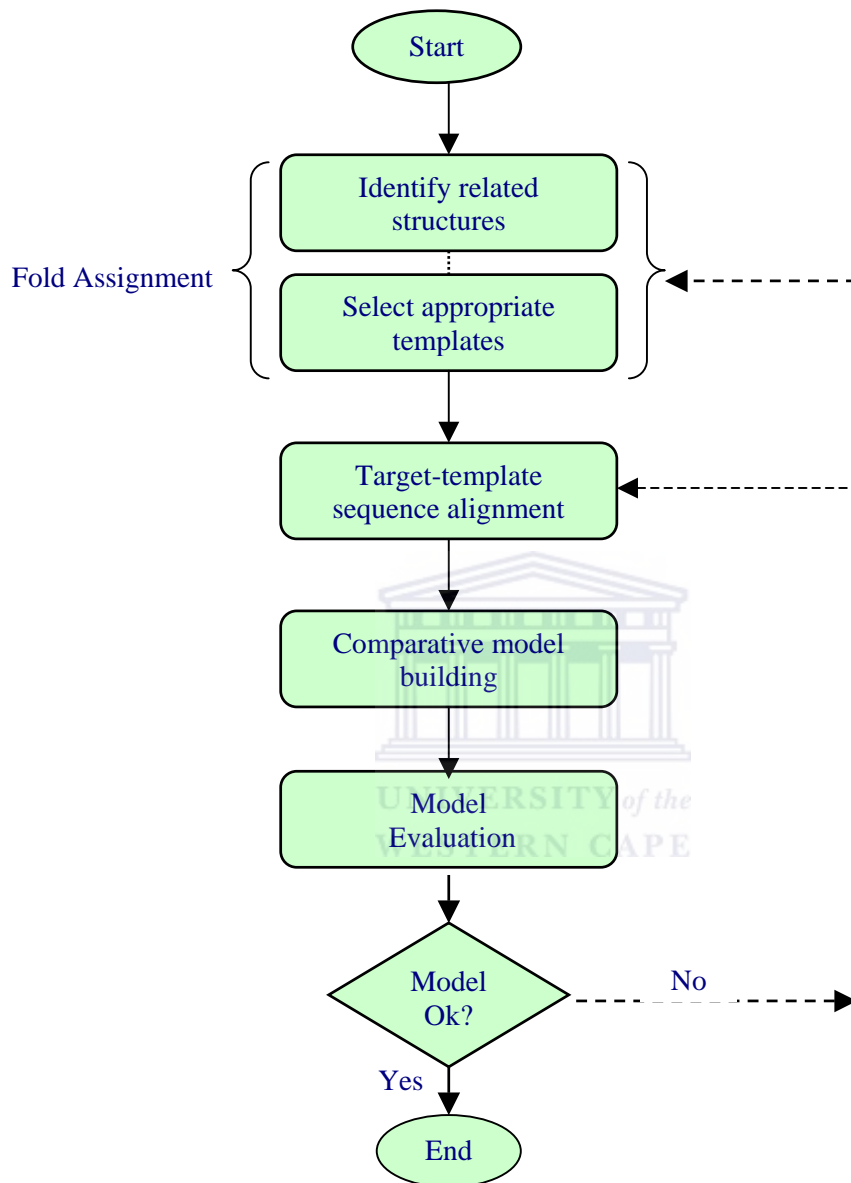 Start
Identify related
structures
Fold Assignment
Select appropriate
templates
Target-template
sequence alignment
Comparative model
building
Model
Evaluation
UNIVERSITY of the
WESTERN CAPE
Model
Ok?
No
Yes
End